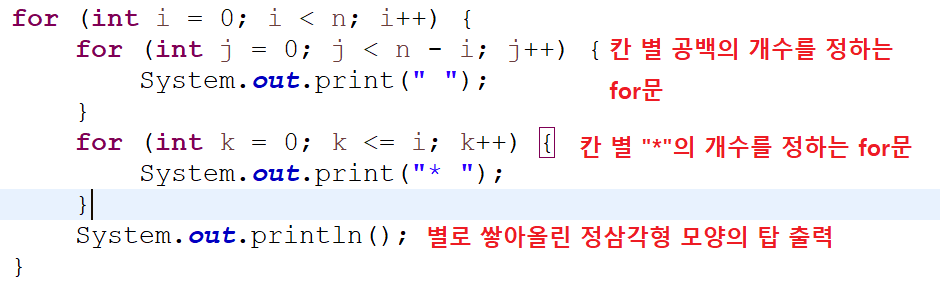 for (int i = 0; i < n; i++) {
for (int j = 0; j < n - i; j++) { 칸 별 공백의 개수를 정하는
System.out.print(" "); for문
}
for (int k = 0; k <= i; k++) { 칸 별 "*"의 개수를 정하는 for문
System.out.print("* ");
}
System.out.println(); 별로 쌓아올린 정삼각형 모양의 탑 출력
}